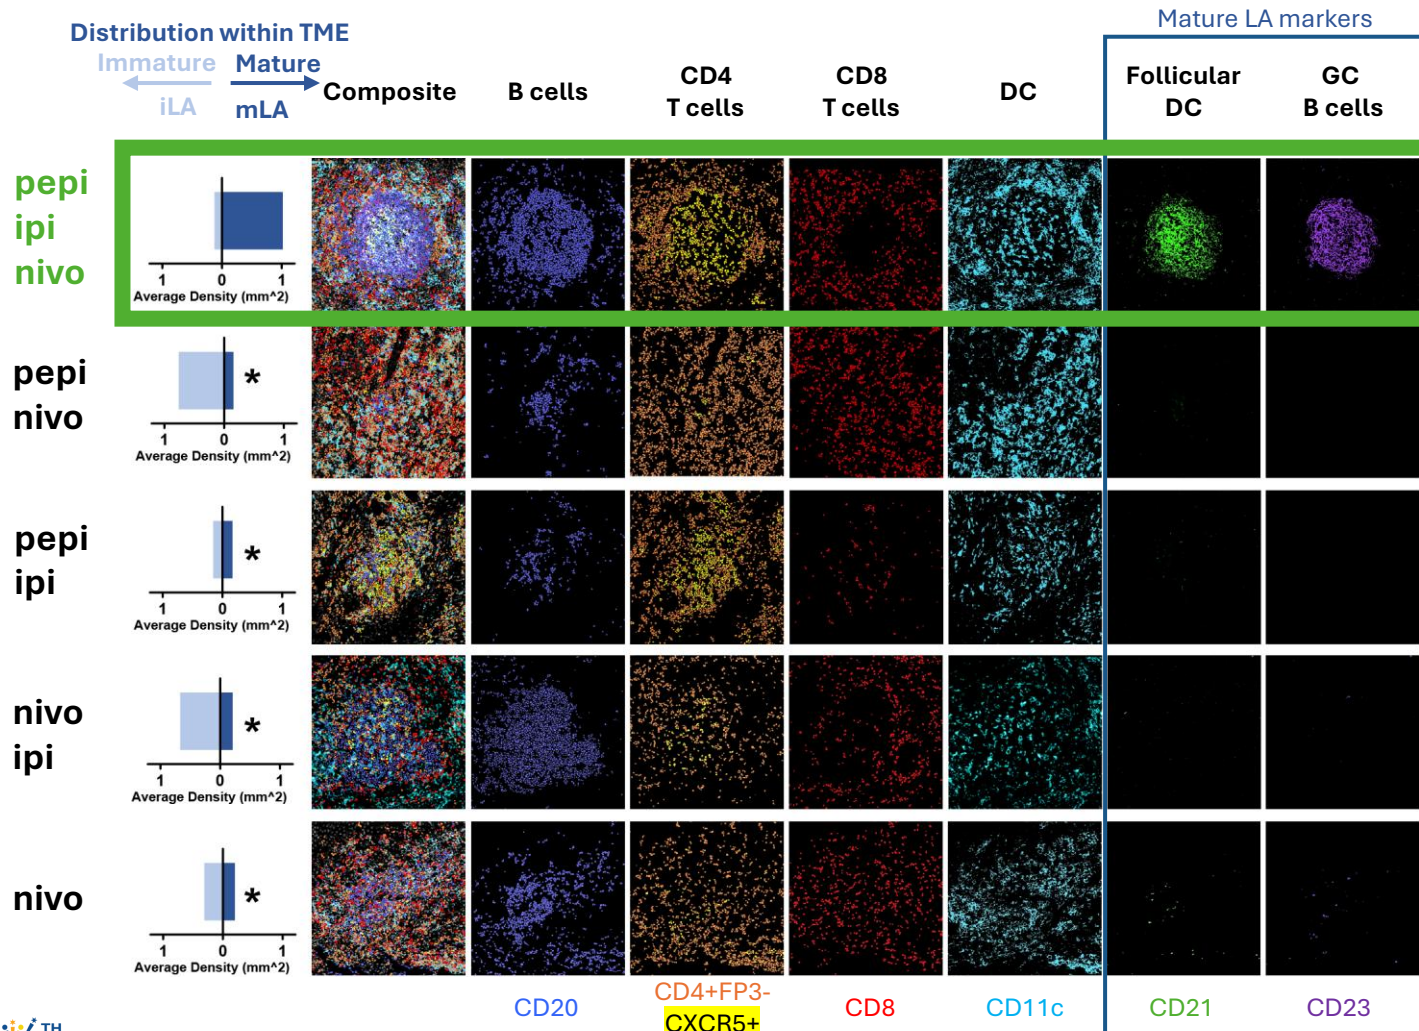 Mature LA markers
Distribution within TME
Immature Mature
iLA mLA
Composite
B cells
CD4
T cells
CD8
T cells
DC
Follicular
DC
GC
B cells
pepi
ipi
nivo
1 0 1
Average Density (mm^2)
pepi
nivo
*
1 0 1
Average Density (mm^2)
pepi
ipi
*
1 0 1
Average Density (mm^2)
nivo
ipi
*
1 0 1
Average Density (mm^2)
nivo
*
1 0 1
Average Density (mm^2)
CD20
CD4+FP3-
CXCR5+
CD8
CD11c
CD21
CD23
TH